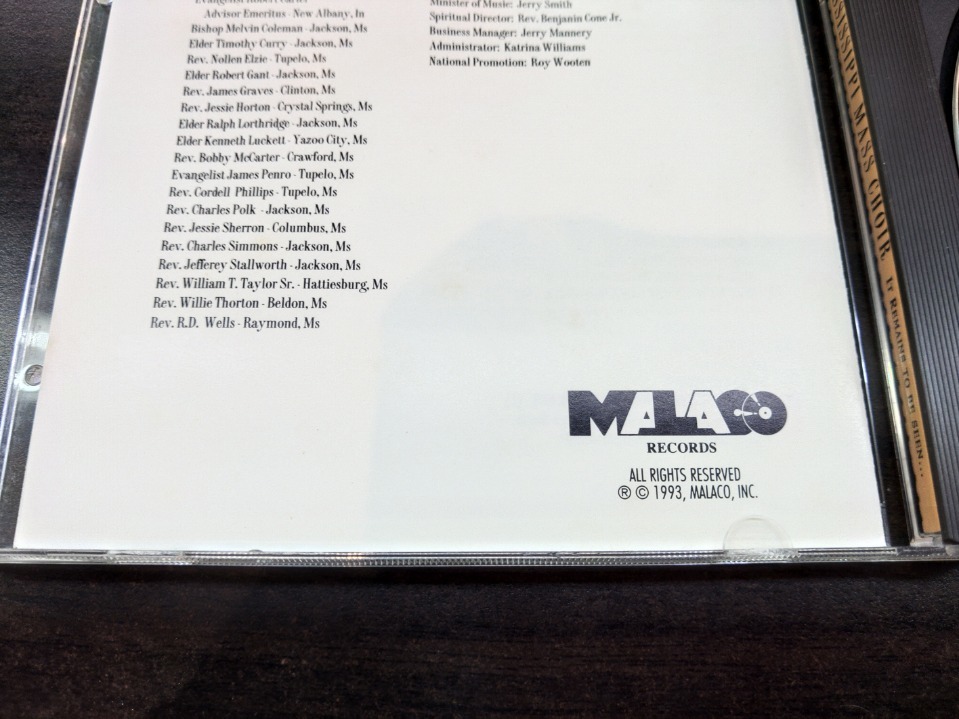 Evangelist Robert Carter
Advisor Emeritus - New Albany, In
Bishop Melvin Coleman - Jackson, Ms
Elder Timothy Curry - Jackson, Ms
Rev. Nollen Elzie - Tupelo, Ms
Elder Robert Gant - Jackson, Ms
Rev. James Graves - Clinton, Ms
Rev. Jessie Horton - Crystal Springs, Ms
Elder Ralph Lorthridge - Jackson, Ms
Elder Kenneth Luckett - Yazoo City, Ms
Rev. Bobby McCarter - Crawford, Ms
Evangelist James Penro - Tupelo, Ms
Rev. Cordell Phillips - Tupelo, Ms
Rev. Charles Polk - Jackson, Ms
Rev. Jessie Sherron - Columbus, Ms
Rev. Charles Simmons - Jackson, Ms
Rev. Jefferey Stallworth - Jackson, Ms
Rev. William T. Taylor Sr. - Hattiesburg, Ms
Rev. Willie Thorton - Beldon, Ms
Rev. R.D. Wells - Raymond, Ms
Minister of Music: Jerry Smith
Spiritual Director: Rev. Benjamin Cone Jr.
Business Manager: Jerry Mannery
Administrator: Katrina Williams
National Promotion: Roy Wooten
MALACO
RECORDS
ALL RIGHTS RESERVED
® © 1993, MALACO, INC.
MASS CHOIR IT REMAINS TO BE SEEN...